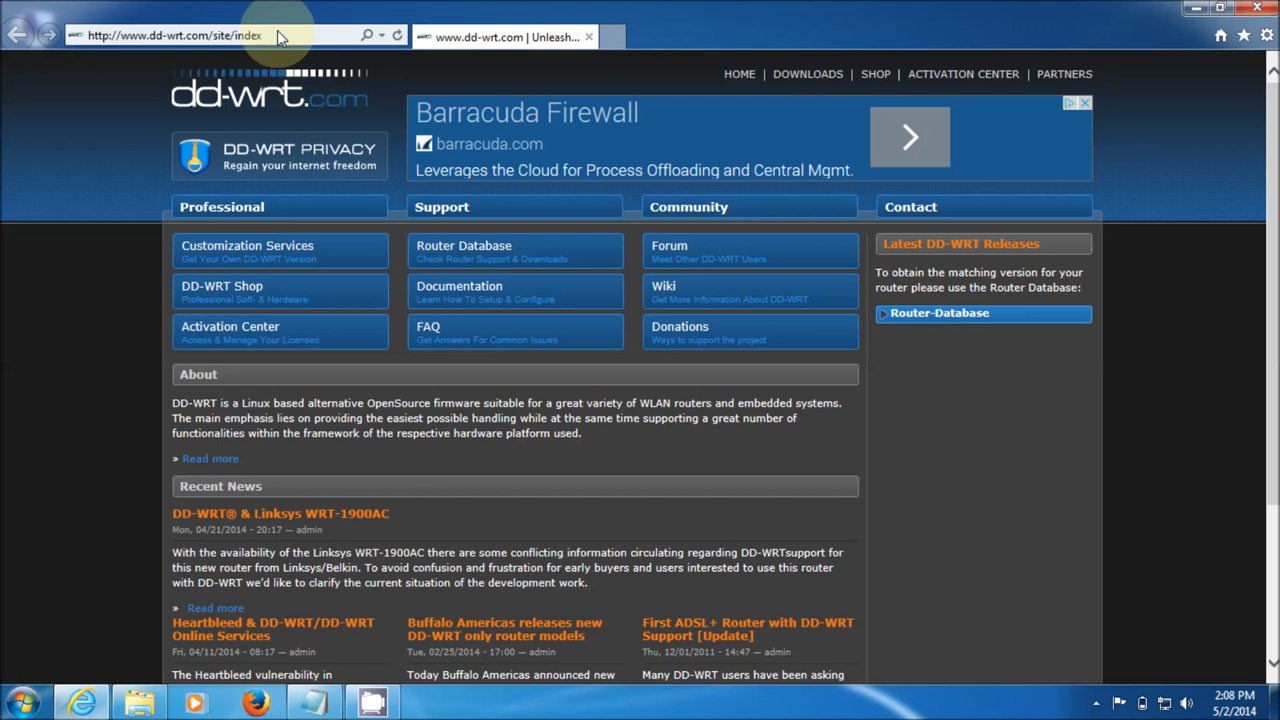 http://www.dd-wrt.com/site/index
www.dd-wrt.com | Unleash...
dd-wrt.com
HOME | DOWNLOADS | SHOP | ACTIVATION CENTER | PARTNERS
DD-WRT PRIVACY
Regain your internet freedom
Barracuda Firewall
barracuda.com
Leverages the Cloud for Process Offloading and Central Mgmt.
Professional
Support
Community
Contact
Customization Services
Get Your Own DD-WRT Version
Router Database
Check Router Support & Downloads
Forum
Meet Other DD-WRT Users
DD-WRT Shop
Professional Soft- & Hardware
Documentation
Learn How To Setup & Configure
Wiki
Get More Information About DD-WRT
Activation Center
Access & Manage Your Licenses
FAQ
Get Answers For Common Issues
Donations
Ways to support the project
Latest DD-WRT Releases
To obtain the matching version for your
router please use the Router Database:
Router-Database
About
DD-WRT is a Linux based alternative OpenSource firmware suitable for a great variety of WLAN routers and embedded systems.
The main emphasis lies on providing the easiest possible handling while at the same time supporting a great number of
functionalities within the framework of the respective hardware platform used.
» Read more
Recent News
DD-WRT® & Linksys WRT-1900AC
Mon, 04/21/2014 - 20:17 — admin
With the availability of the Linksys WRT-1900AC there are some conflicting information circulating regarding DD-WRTsupport for
this new router from Linksys/Belkin. To avoid confusion and frustration for early buyers and users interested to use this router
with DD-WRT we'd like to clarify the current situation of the development work.
» Read more
Heartbleed & DD-WRT/DD-WRT
Online Services
Fri, 04/11/2014 - 08:17 — admin
The Heartbleed vulnerability in
Buffalo Americas releases new
DD-WRT only router models
Tue, 02/25/2014 - 17:00 — admin
Today Buffalo Americas announced new
First ADSL+ Router with DD-WRT
Support [Update]
Thu, 12/01/2011 - 14:47 — admin
Many DD-WRT users have been asking
2:08 PM
5/2/2014